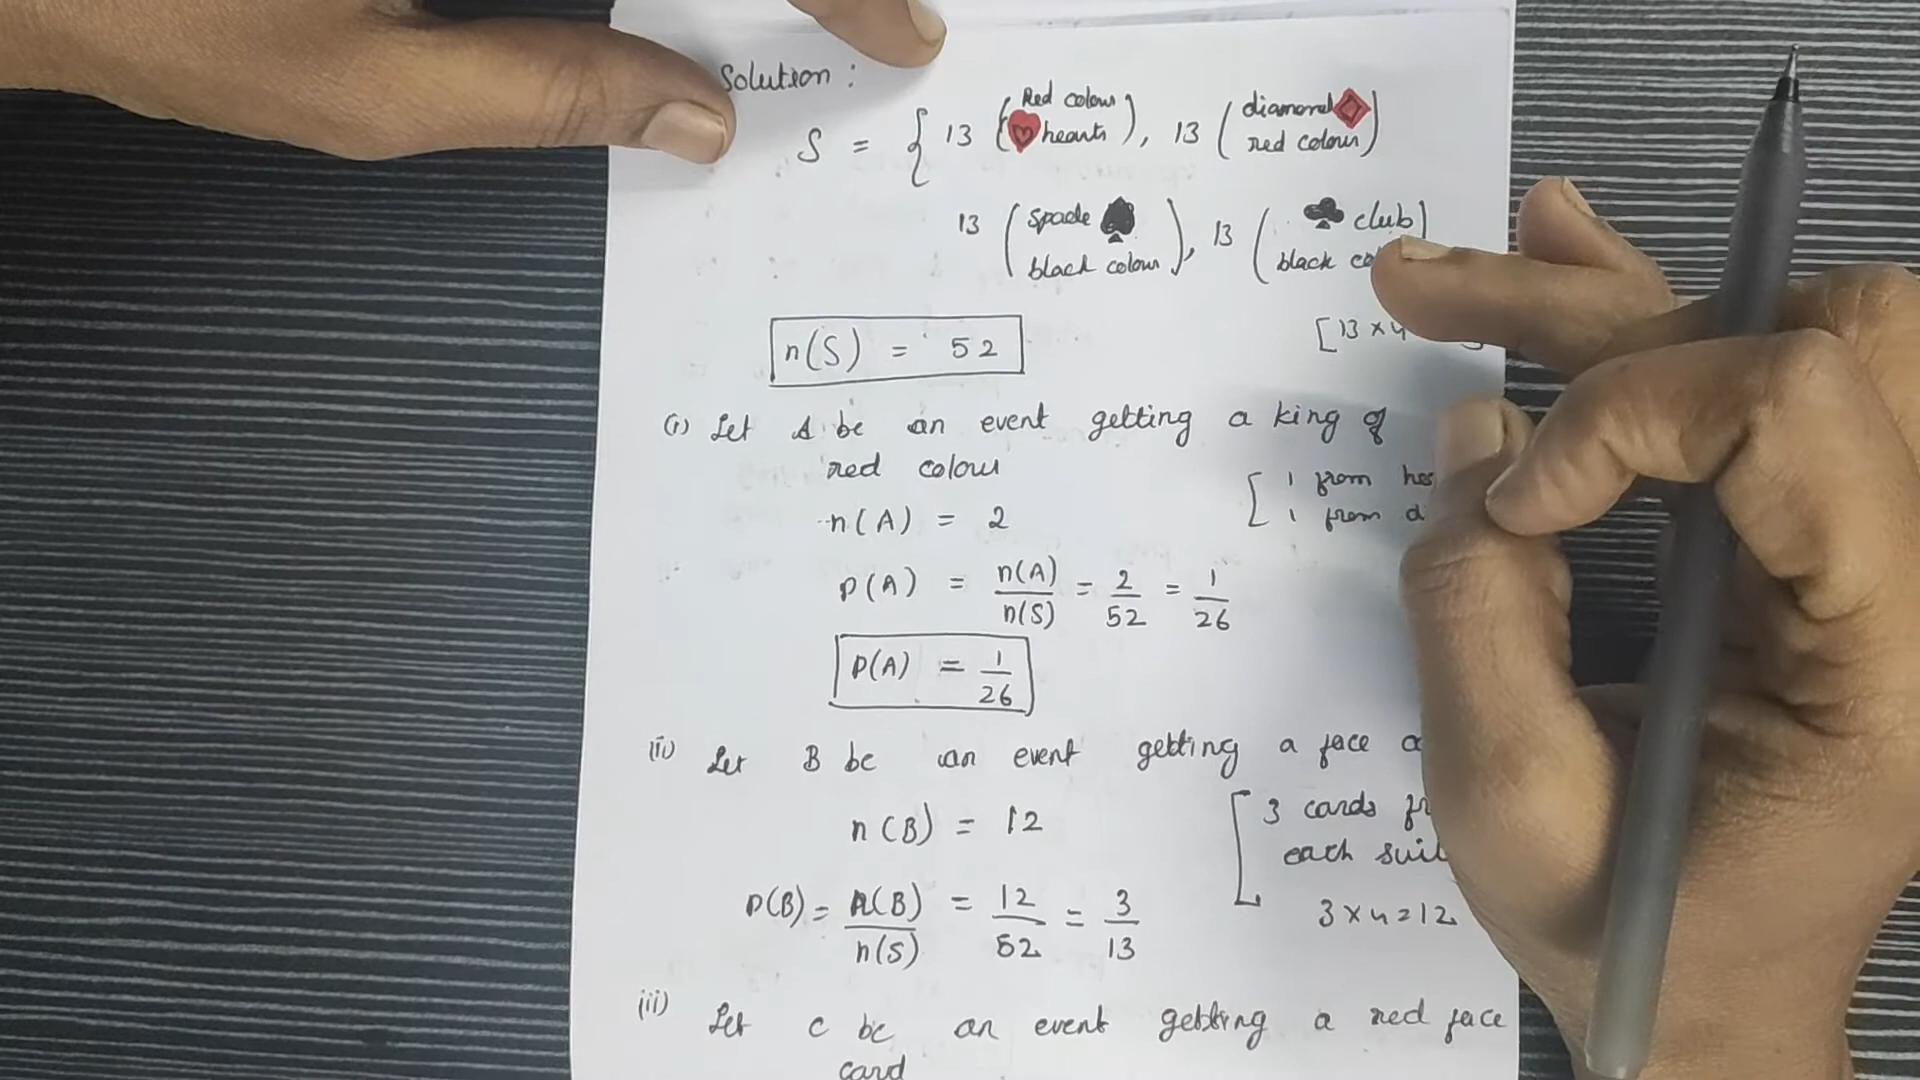 Solution :
S = { 13 ( Red colour hearts ), 13 ( diamond red colour )
13 ( spade black colour ), 13 ( club black
n(S) = 52 [13 × 4
(i) Let A be an event getting a king of
red colour
n(A) = 2 [ 1 from
1 from
P(A) = n(A)/n(S) = 2/52 = 1/26
P(A) = 1/26
(ii) Let B be an event getting a face
n(B) = 12 [ 3 cards
each
P(B) = n(B)/n(S) = 12/52 = 3/13 3 × 4 = 12
(iii) Let C be an event getting a red face
card